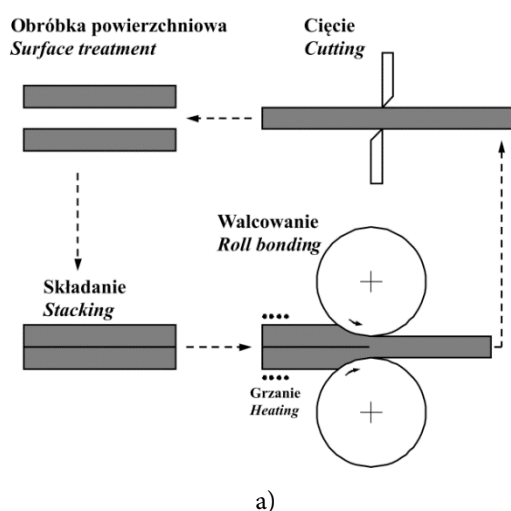 Obróbka powierzchniowa
Surface treatment
Cięcie
Cutting
Walcowanie
Roll bonding
Składanie
Stacking
Grzanie
Heating
a)